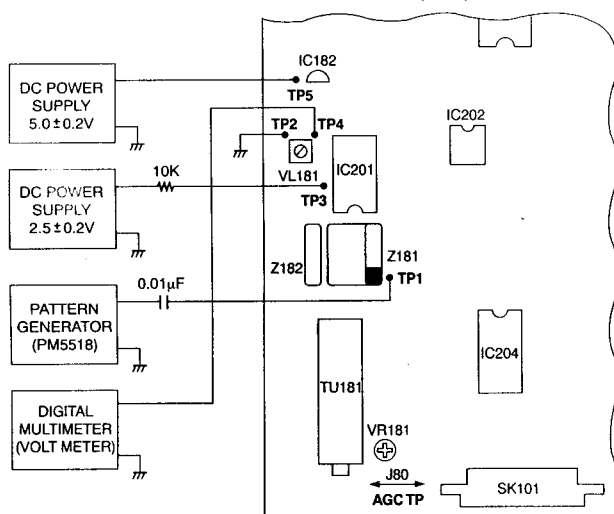 DC POWER
SUPPLY
5.0±0.2V
IC182
TP5
TP2
TP4
IC202
IC201
VL181
TP3
DC POWER
SUPPLY
2.5±0.2V
10K
Z182
Z181
TP1
0.01μF
PATTERN
GENERATOR
(PM5518)
IC204
TU181
DIGITAL
MULTIMETER
(VOLT METER)
VR181
J80
AGC TP
SK101